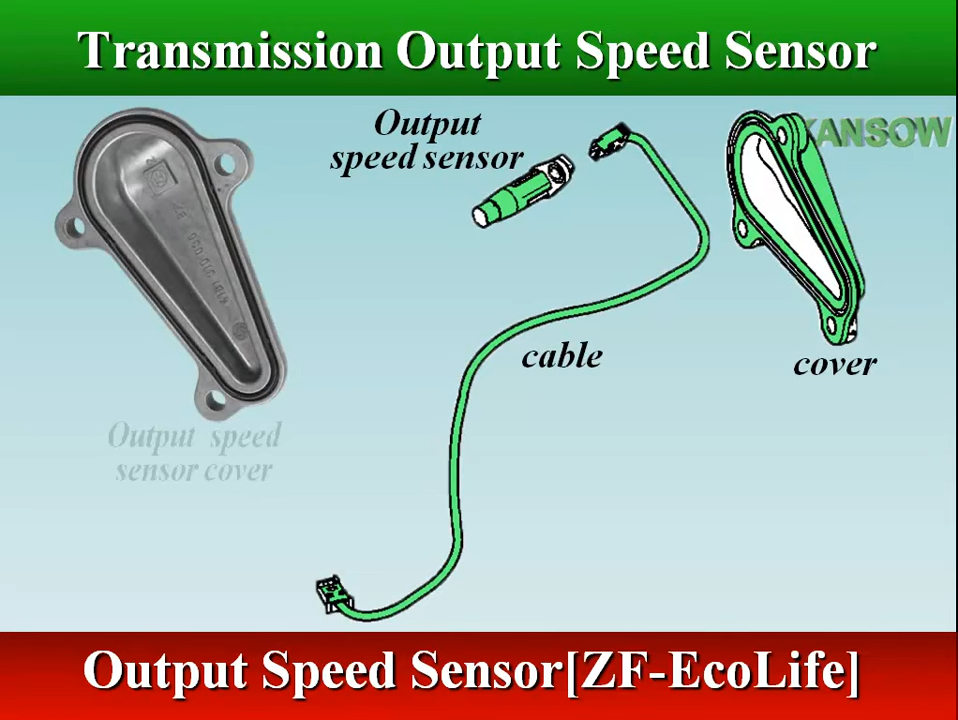 Transmission Output Speed Sensor
Output
speed sensor
KANSOW
cable
cover
Output speed
sensor cover
Output Speed Sensor[ZF-EcoLife]